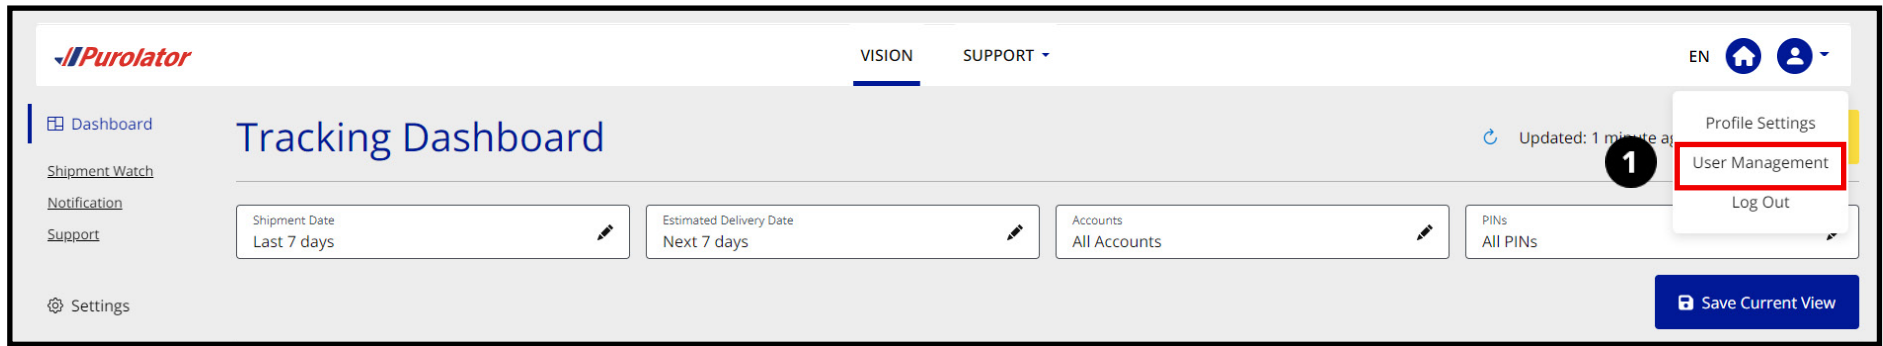 Purolator
VISION
SUPPORT
EN
Dashboard
Shipment Watch
Notification
Support
Settings
Tracking Dashboard
Updated: 1 minute ag
1
Profile Settings
User Management
Log Out
Shipment Date
Last 7 days
Estimated Delivery Date
Next 7 days
Accounts
All Accounts
PINs
All PINs
Save Current View